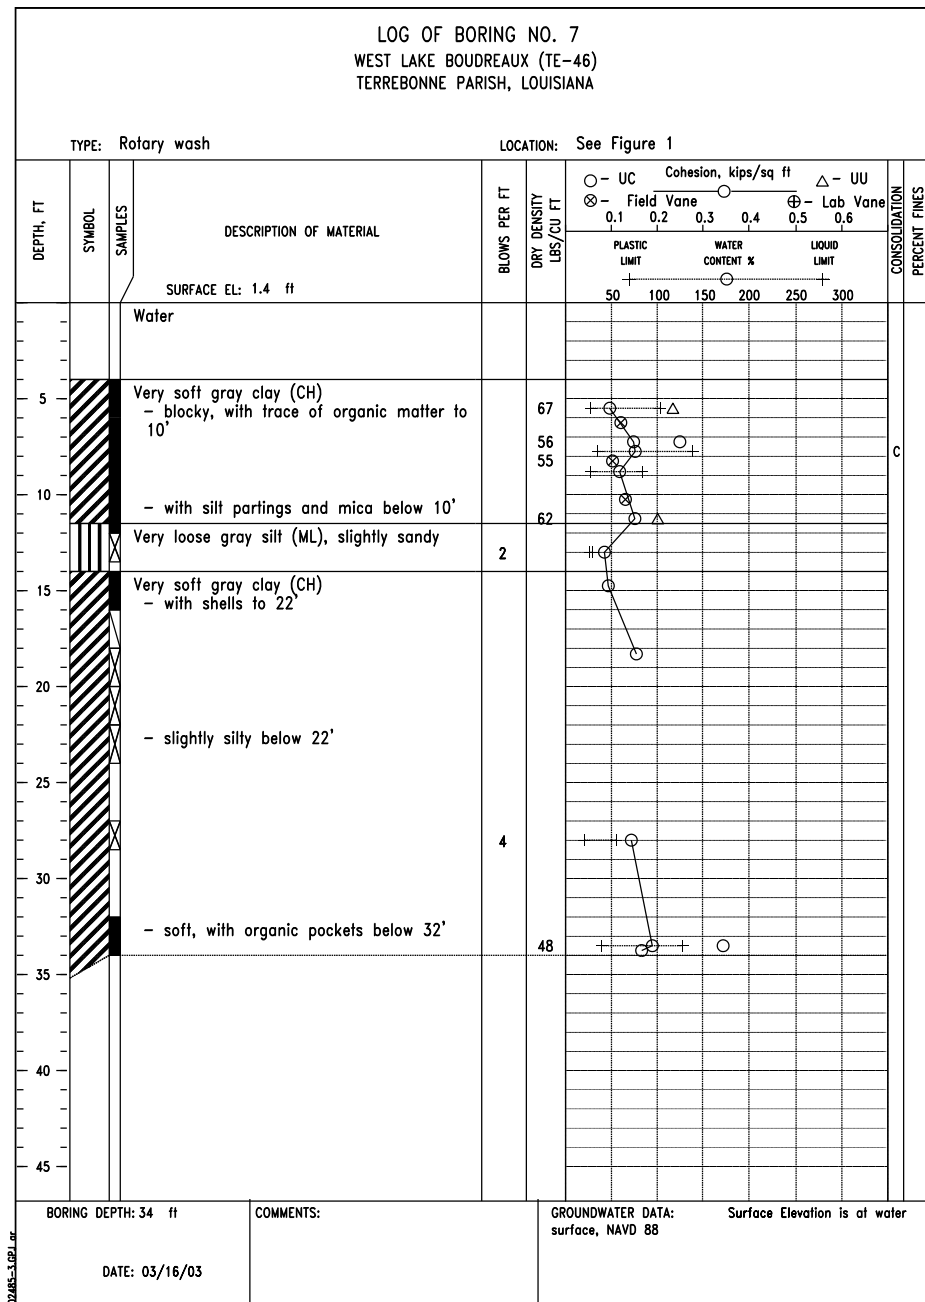 LOG OF BORING NO. 7
WEST LAKE BOUDREAUX (TE-46)
TERREBONNE PARISH, LOUISIANA
TYPE: Rotary wash
LOCATION: See Figure 1
DEPTH, FT
SYMBOL
SAMPLES
DESCRIPTION OF MATERIAL
SURFACE EL: 1.4 ft
BLOWS PER FT
DRY DENSITY
LBS/CU FT
Cohesion, kips/sq ft
- UC
- UU
- Field Vane
- Lab Vane
0.1 0.2 0.3 0.4 0.5 0.6
PLASTIC LIMIT
WATER CONTENT %
LIQUID LIMIT
50 100 150 200 250 300
CONSOLIDATION
PERCENT FINES
Water
5
Very soft gray clay (CH)
- blocky, with trace of organic matter to
10'
67
56
55
C
10
- with silt partings and mica below 10'
62
Very loose gray silt (ML), slightly sandy
2
Very soft gray clay (CH)
15
- with shells to 22'
20
- slightly silty below 22'
25
4
30
- soft, with organic pockets below 32'
48
35
40
45
BORING DEPTH: 34 ft
DATE: 03/16/03
COMMENTS:
GROUNDWATER DATA: Surface Elevation is at water
surface, NAVD 88